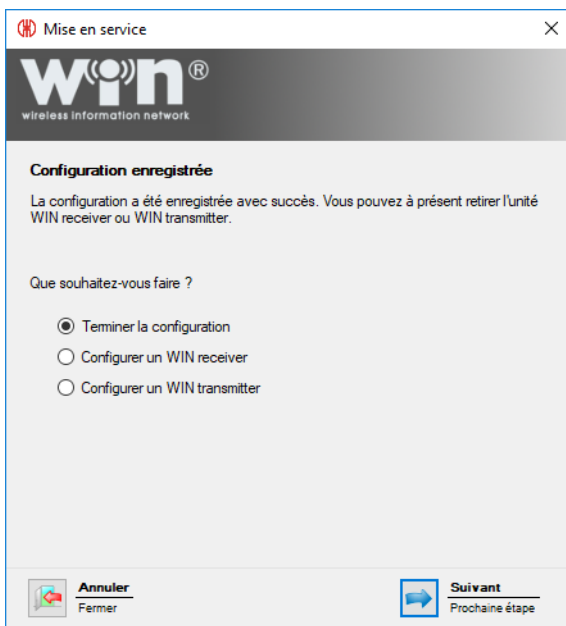 Mise en service
WIN®
wireless information network
Configuration enregistrée
La configuration a été enregistrée avec succès. Vous pouvez à présent retirer l'unité
WIN receiver ou WIN transmitter.
Que souhaitez-vous faire ?
Terminer la configuration
Configurer un WIN receiver
Configurer un WIN transmitter
Annuler
Fermer
Suivant
Prochaine étape